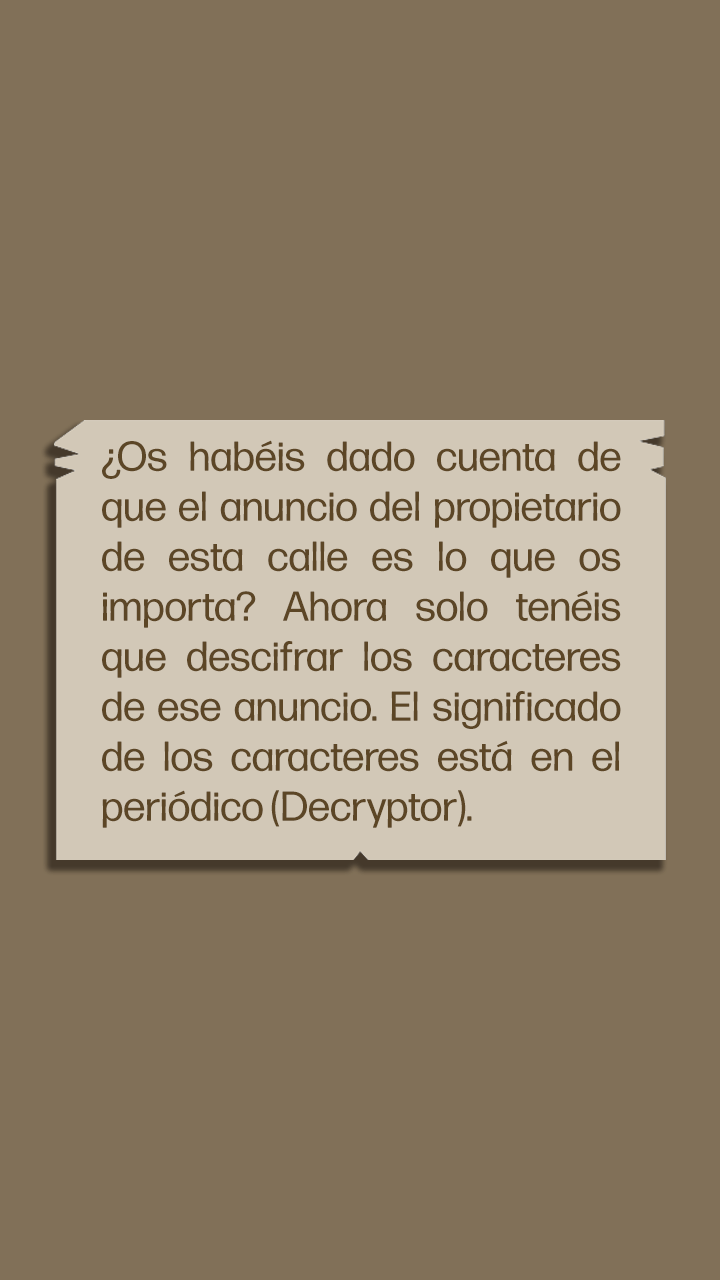 ¿Os habéis dado cuenta de
que el anuncio del propietario
de esta calle es lo que os
importa? Ahora solo tenéis
que descifrar los caracteres
de ese anuncio. El significado
de los caracteres está en el
periódico (Decryptor).